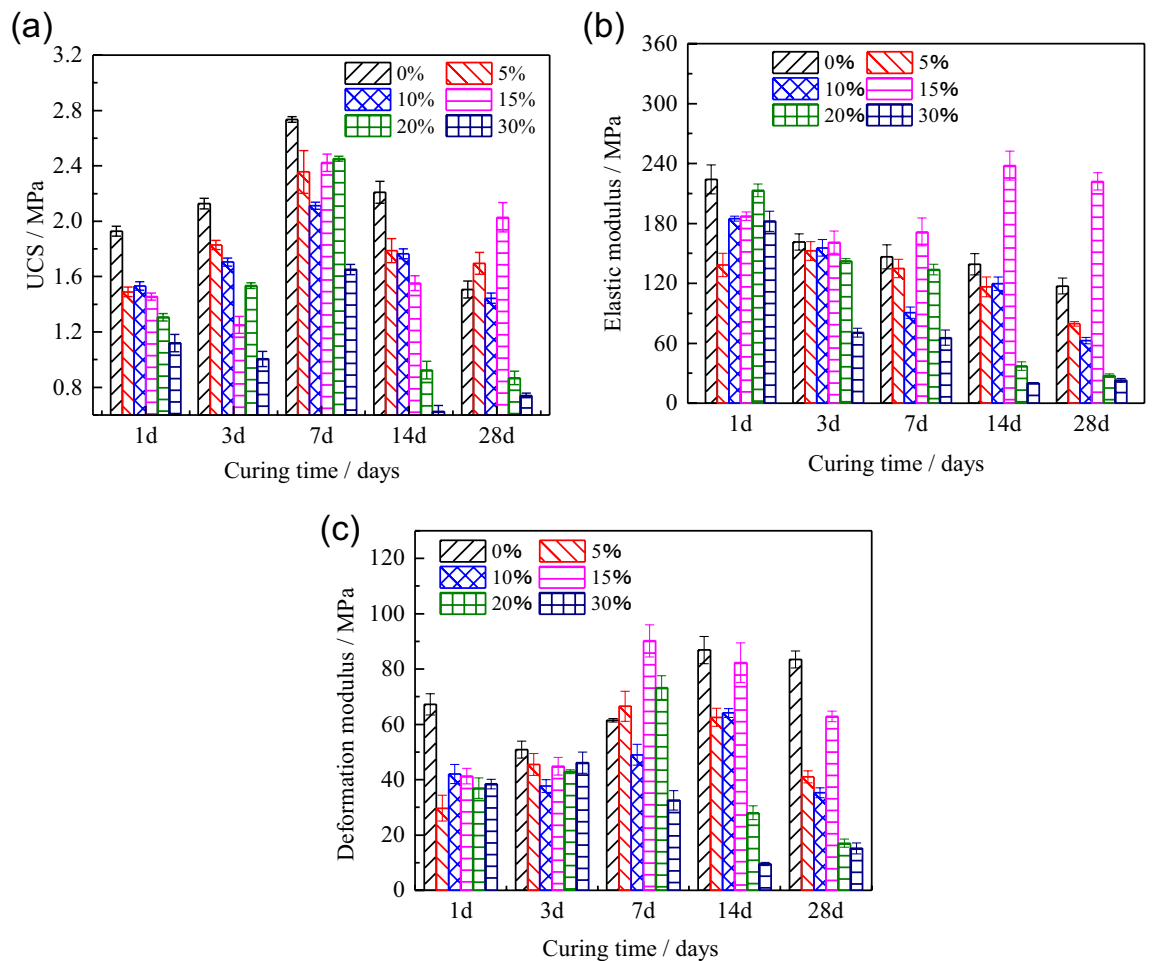 (a)
3.2
2.8
2.4
2.0
1.6
1.2
0.8
UCS / MPa
0% 5%
10% 15%
20% 30%
1d 3d 7d 14d 28d
Curing time / days
(b)
360
300
240
180
120
60
0
Elastic modulus / MPa
0% 5%
10% 15%
20% 30%
1d 3d 7d 14d 28d
Curing time / days
(c)
120
100
80
60
40
20
0
Deformation modulus / MPa
0% 5%
10% 15%
20% 30%
1d 3d 7d 14d 28d
Curing time / days